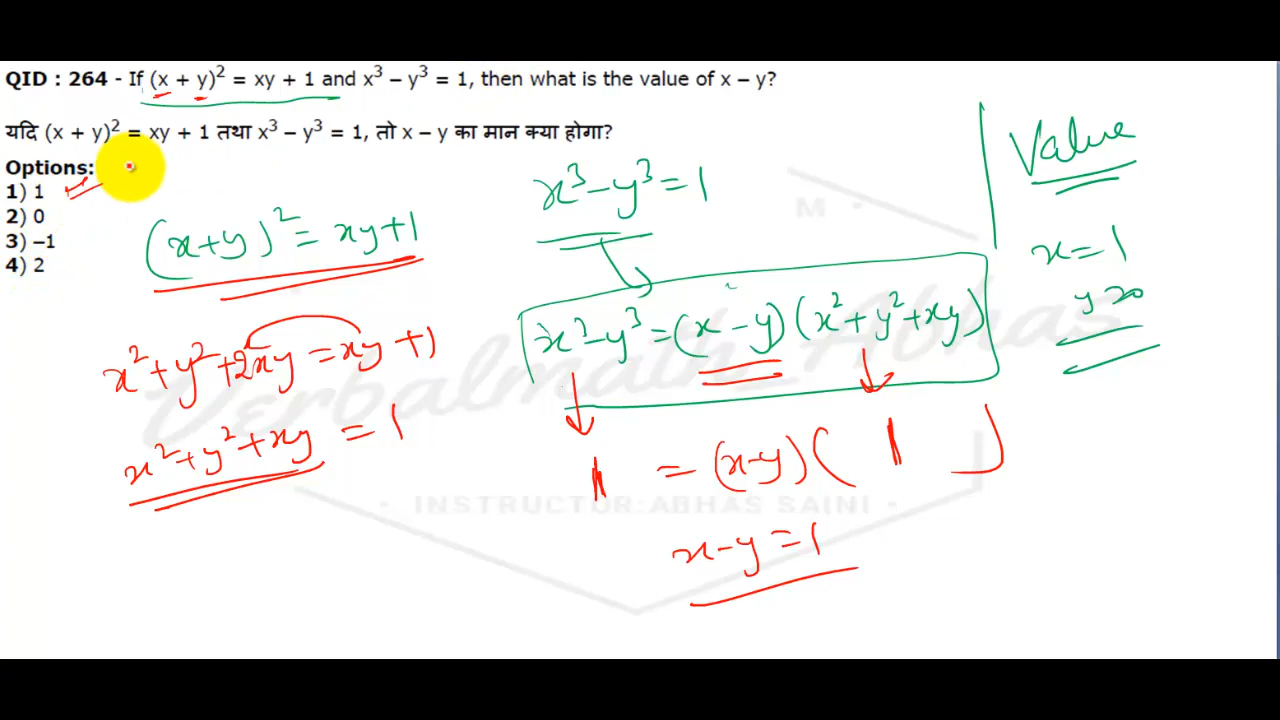 QID : 264 - If (x + y)² = xy + 1 and x³ – y³ = 1, then what is the value of x – y?
यदि (x + y)² = xy + 1 तथा x³ – y³ = 1, तो x – y का मान क्या होगा?
Options:
1) 1
2) 0
3) –1
4) 2
(x+y)² = xy+1
x²+y²+2xy = xy+1
x²+y²+xy = 1
x³-y³=1
x³-y³=(x-y)(x²+y²+xy)
1 = (x-y)( 1 )
x-y=1
Value
x=1
y=0
M
Verbalmath Abhas
· INSTRUCTOR:ABHAS SAINI ·